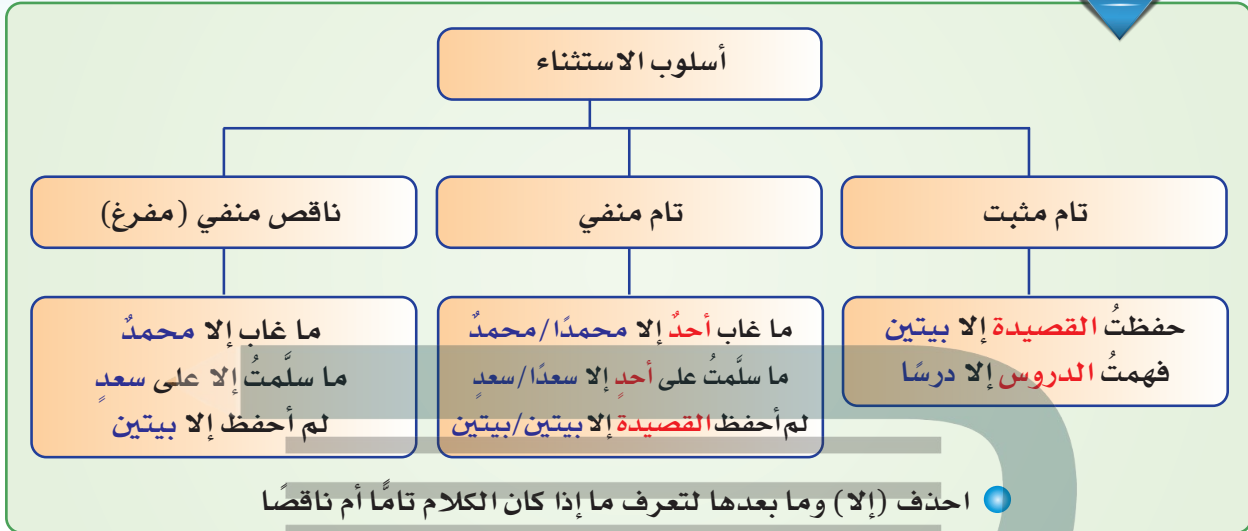 أسلوب الاستثناء
تام مثبت
تام منفي
ناقص منفي (مفرغ)
حفظتُ القصيدة إلا بيتين
فهمتُ الدروس إلا درسًا
ما غاب أحدٌ إلا محمدًا/محمدٌ
ما سلَّمتُ على أحدٍ إلا سعدًا/سعدٍ
لم أحفظ القصيدة إلا بيتين/بيتين
ما غاب إلا محمدٌ
ما سلَّمتُ إلا على سعدٍ
لم أحفظ إلا بيتين
احذف (إلا) وما بعدها لتعرف ما إذا كان الكلام تامًّا أم ناقصًا